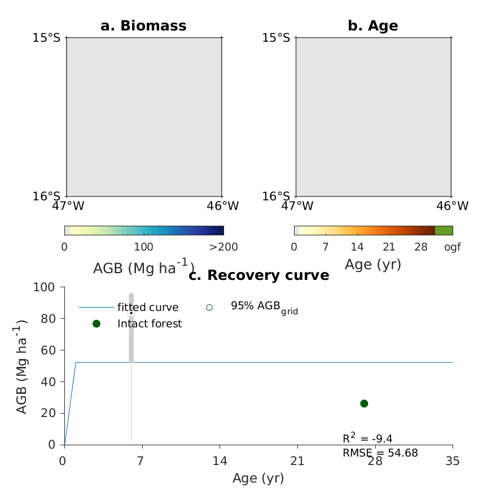 a. Biomass
b. Age
15°S
15°S
16°S
16°S
47°W
46°W
47°W
46°W
0
100
>200
0
7
14
21
28
ogf
AGB (Mg ha-1)
Age (yr)
c. Recovery curve
100
80
60
40
20
0
AGB (Mg ha-1)
fitted curve
95% AGBgrid
Intact forest
R2 = -9.4
RMSE = 54.68
0
7
14
21
28
35
Age (yr)